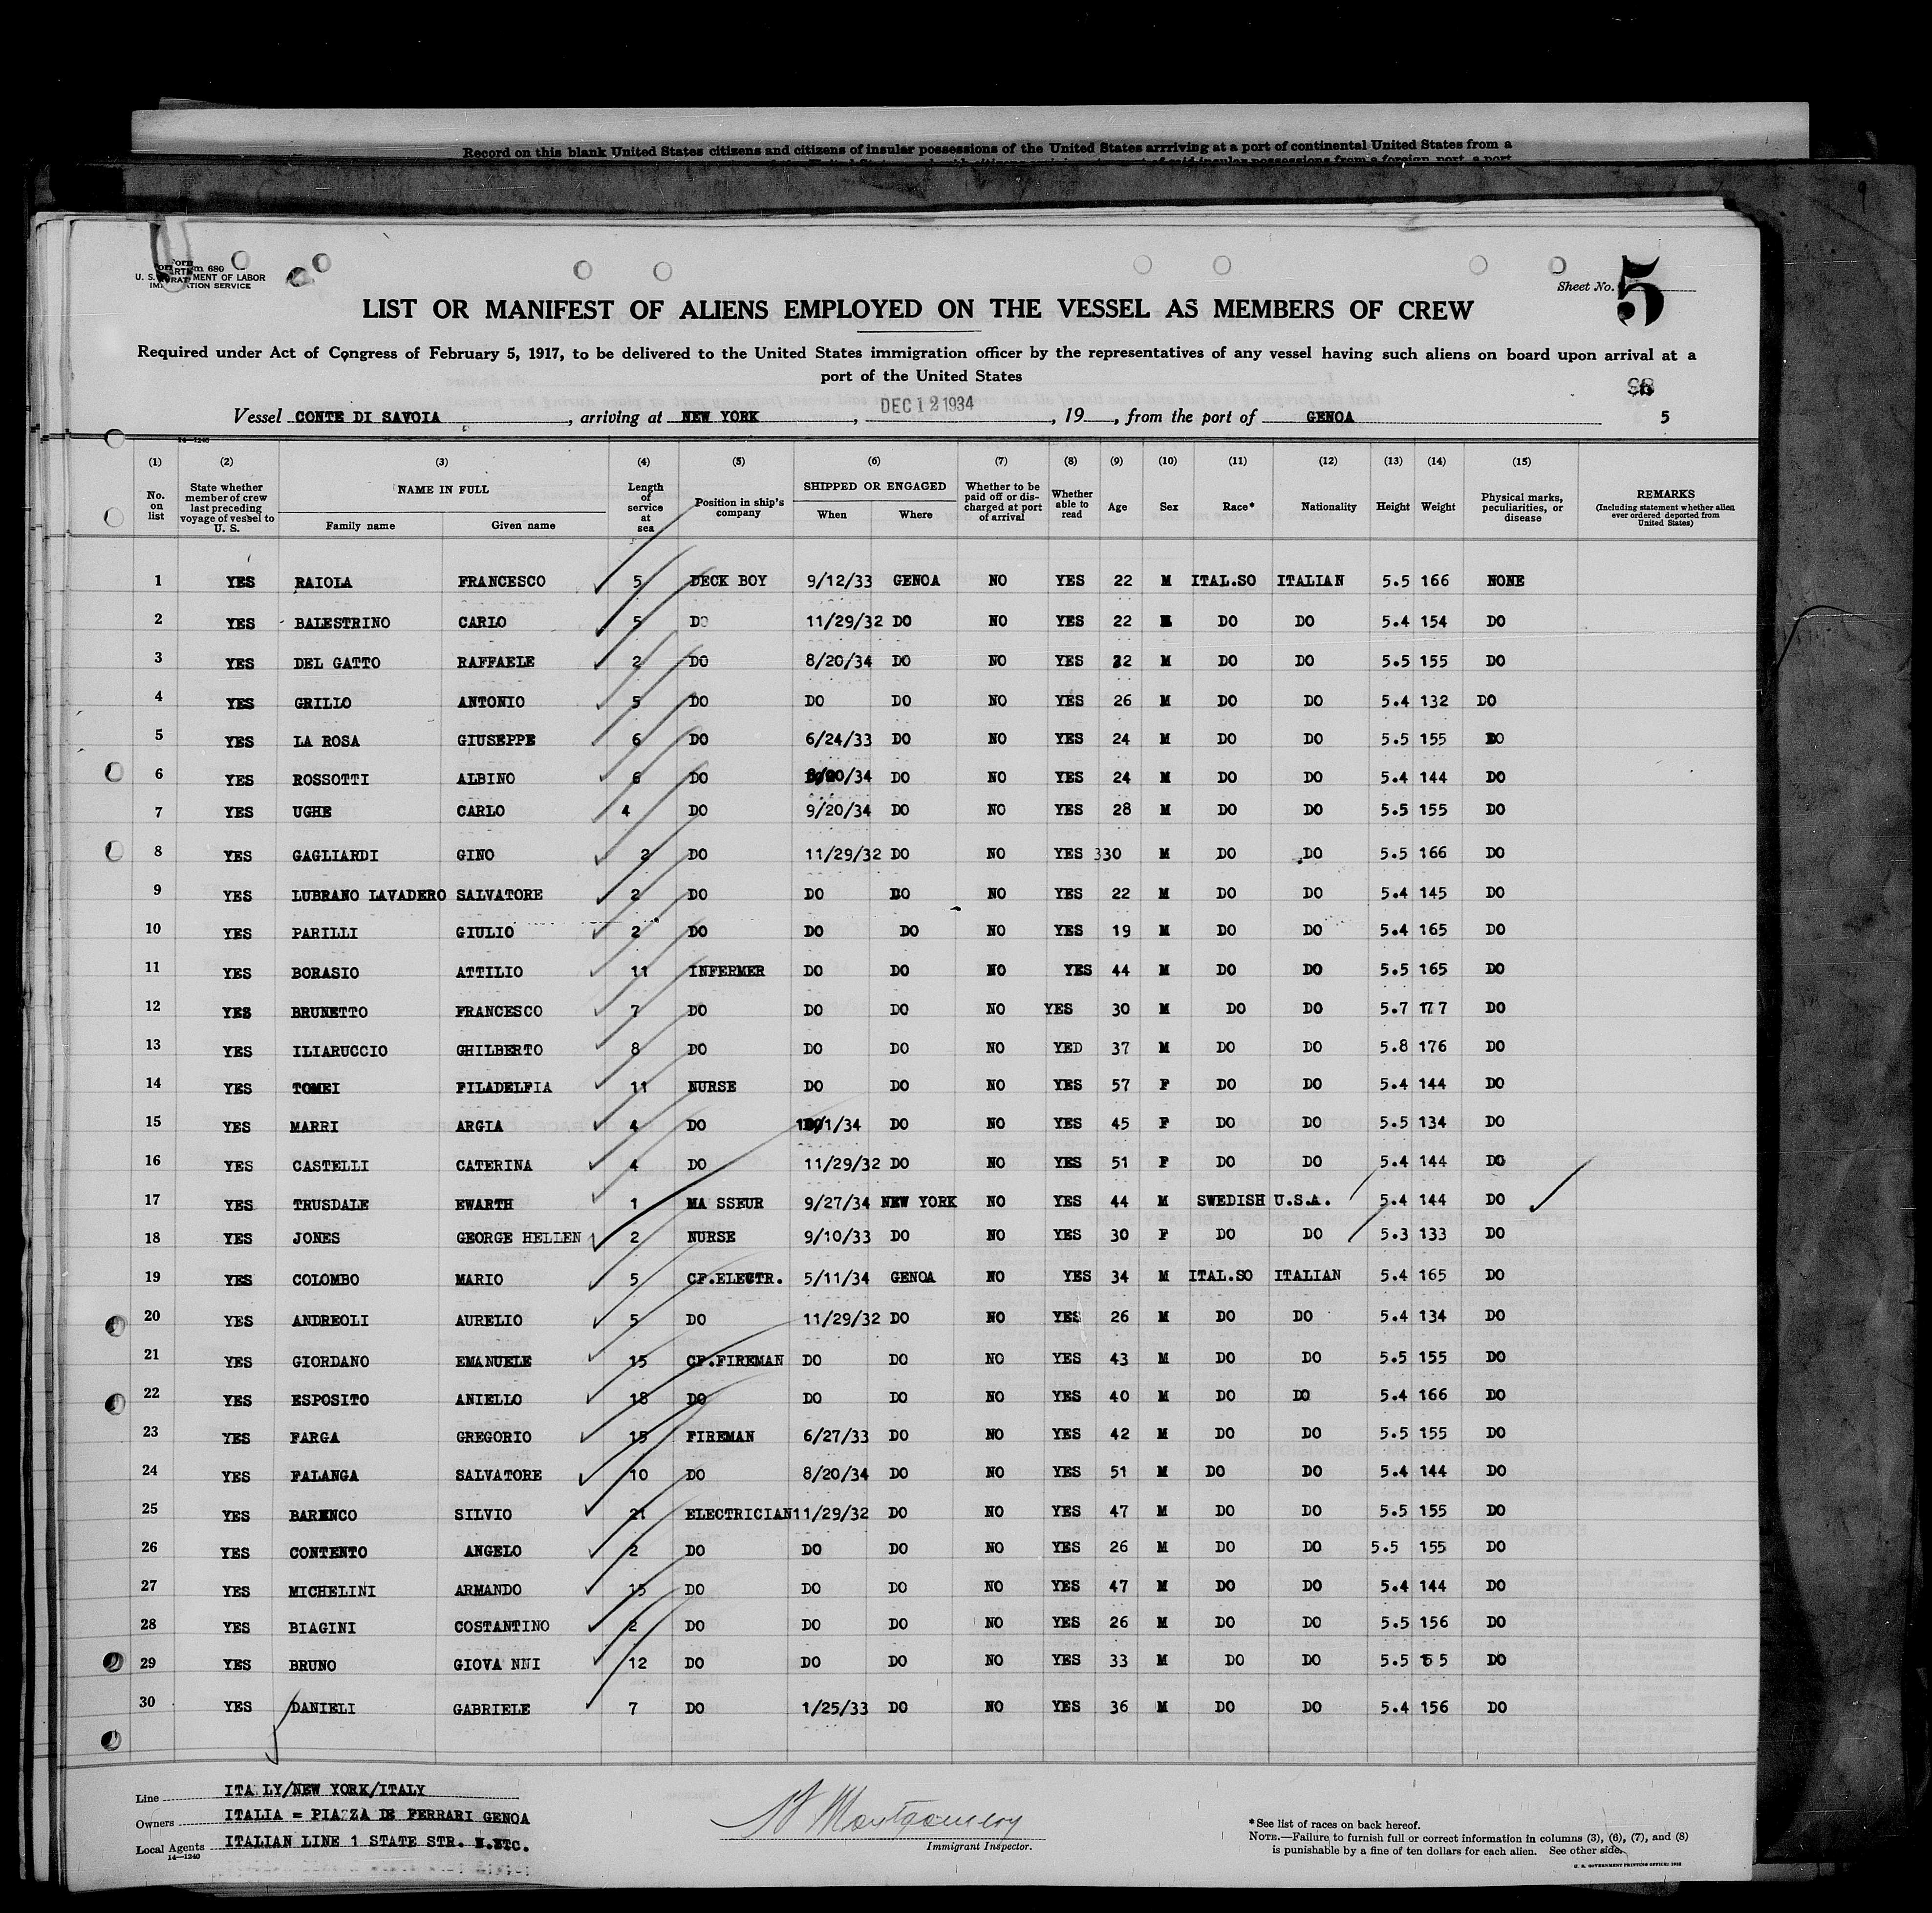 Record on this blank United States citizens and citizens of insular possessions of the United States arrriving at a port of continental United States from a
Form 680
U. S. DEPARTMENT OF LABOR
IMMIGRATION SERVICE
Sheet No. 5
LIST OR MANIFEST OF ALIENS EMPLOYED ON THE VESSEL AS MEMBERS OF CREW
Required under Act of Congress of February 5, 1917, to be delivered to the United States immigration officer by the representatives of any vessel having such aliens on board upon arrival at a
port of the United States
Vessel CONTE DI SAVOIA, arriving at NEW YORK, DEC 12 1934, 19, from the port of GENOA 5
14—1240
(1) (2) (3) (4) (5) (6) (7) (8) (9) (10) (11) (12) (13) (14) (15)
No. on list
State whether member of crew last preceding voyage of vessel to U. S.
NAME IN FULL
Family name Given name
Length of service at sea
Position in ship's company
SHIPPED OR ENGAGED
When Where
Whether to be paid off or discharged at port of arrival
Whether able to read
Age Sex Race* Nationality Height Weight
Physical marks, peculiarities, or disease
REMARKS
(Including statement whether alien ever ordered deported from United States)
1 YES RAIOLA FRANCESCO 5 DECK BOY 9/12/33 GENOA NO YES 22 M ITAL.SO ITALIAN 5.5 166 NONE
2 YES BALESTRINO CARLO 5 DO 11/29/32 DO NO YES 22 M DO DO 5.4 154 DO
3 YES DEL GATTO RAFFAELE 2 DO 8/20/34 DO NO YES 22 M DO DO 5.5 155 DO
4 YES GRILLO ANTONIO 5 DO DO DO NO YES 26 M DO DO 5.4 132 DO
5 YES LA ROSA GIUSEPPE 6 DO 6/24/33 DO NO YES 24 M DO DO 5.5 155 DO
6 YES ROSSOTTI ALBINO 6 DO 8/20/34 DO NO YES 24 M DO DO 5.4 144 DO
7 YES UGHE CARLO 4 DO 9/20/34 DO NO YES 28 M DO DO 5.5 155 DO
8 YES GAGLIARDI GINO 2 DO 11/29/32 DO NO YES 330 M DO DO 5.5 166 DO
9 YES LUBRANO LAVADERO SALVATORE 2 DO DO DO NO YES 22 M DO DO 5.4 145 DO
10 YES PARILLI GIULIO 2 DO DO DO NO YES 19 M DO DO 5.4 165 DO
11 YES BORASIO ATTILIO 11 INFERMER DO DO NO YES 44 M DO DO 5.5 165 DO
12 YES BRUNETTO FRANCESCO 7 DO DO DO NO YES 30 M DO DO 5.7 177 DO
13 YES ILIARUCCIO GHILBERTO 8 DO DO DO NO YED 37 M DO DO 5.8 176 DO
14 YES TOMEI FILADELFIA 11 NURSE DO DO NO YES 57 F DO DO 5.4 144 DO
15 YES MARRI ARGIA 4 DO 10/1/34 DO NO YES 45 F DO DO 5.5 134 DO
16 YES CASTELLI CATERINA 4 DO 11/29/32 DO NO YES 51 F DO DO 5.4 144 DO
17 YES TRUSDALE EWARTH 1 MA SSEUR 9/27/34 NEW YORK NO YES 44 M SWEDISH U.S.A. 5.4 144 DO
18 YES JONES GEORGE HELLEN 2 NURSE 9/10/33 DO NO YES 30 F DO DO 5.3 133 DO
19 YES COLOMBO MARIO 5 CF.ELECTR. 5/11/34 GENOA NO YES 34 M ITAL.SO ITALIAN 5.4 165 DO
20 YES ANDREOLI AURELIO 5 DO 11/29/32 DO NO YES 26 M DO DO 5.4 134 DO
21 YES GIORDANO EMANUELE 15 CF.FIREMAN DO DO NO YES 43 M DO DO 5.5 155 DO
22 YES ESPOSITO ANIELLO 18 DO DO DO NO YES 40 M DO DO 5.4 166 DO
23 YES FARGA GREGORIO 15 FIREMAN 6/27/33 DO NO YES 42 M DO DO 5.5 155 DO
24 YES FALANGA SALVATORE 10 DO 8/20/34 DO NO YES 51 M DO DO 5.4 144 DO
25 YES BARENCO SILVIO 21 ELECTRICIAN 11/29/32 DO NO YES 47 M DO DO 5.5 155 DO
26 YES CONTENTO ANGELO 2 DO DO DO NO YES 26 M DO DO 5.5 155 DO
27 YES MICHELINI ARMANDO 15 DO DO DO NO YES 47 M DO DO 5.4 144 DO
28 YES BIAGINI COSTANTINO 2 DO DO DO NO YES 26 M DO DO 5.5 156 DO
29 YES BRUNO GIOVA NNI 12 DO DO DO NO YES 33 M DO DO 5.5 155 DO
30 YES DANIELI GABRIELE 7 DO 1/25/33 DO NO YES 36 M DO DO 5.4 156 DO
Line ITA LY/NEW YORK/ITALY
Owners ITALIA = PIAZZA DE FERRARI GENOA
Local Agents ITALIAN LINE 1 STATE STR. N.ETC.
14—1240
Montgomery
Immigrant Inspector.
*See list of races on back hereof.
NOTE.—Failure to furnish full or correct information in columns (3), (6), (7), and (8)
is punishable by a fine of ten dollars for each alien. See other side.
U. S. GOVERNMENT PRINTING OFFICE: 1932